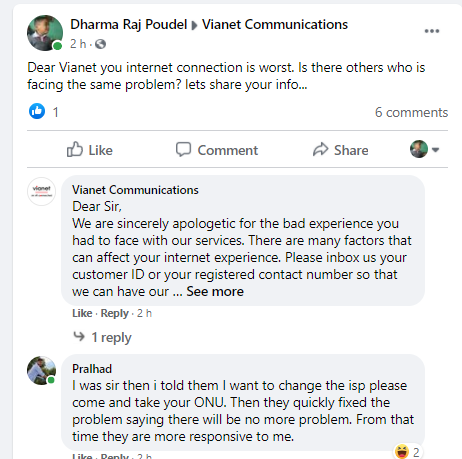 Dharma Raj Poudel ▸ Vianet Communications
2 h ·
Dear Vianet you internet connection is worst. Is there others who is
facing the same problem? lets share your info...
1
6 comments
Like Comment Share
vianet
Vianet Communications
Dear Sir,
We are sincerely apologetic for the bad experience you
had to face with our services. There are many factors that
can affect your internet experience. Please inbox us your
customer ID or your registered contact number so that
we can have our ... See more
Like · Reply · 2 h
1 reply
Pralhad
I was sir then i told them I want to change the isp please
come and take your ONU. Then they quickly fixed the
problem saying there will be no more problem. From that
time they are more responsive to me.
2
Like · Reply · 2 h